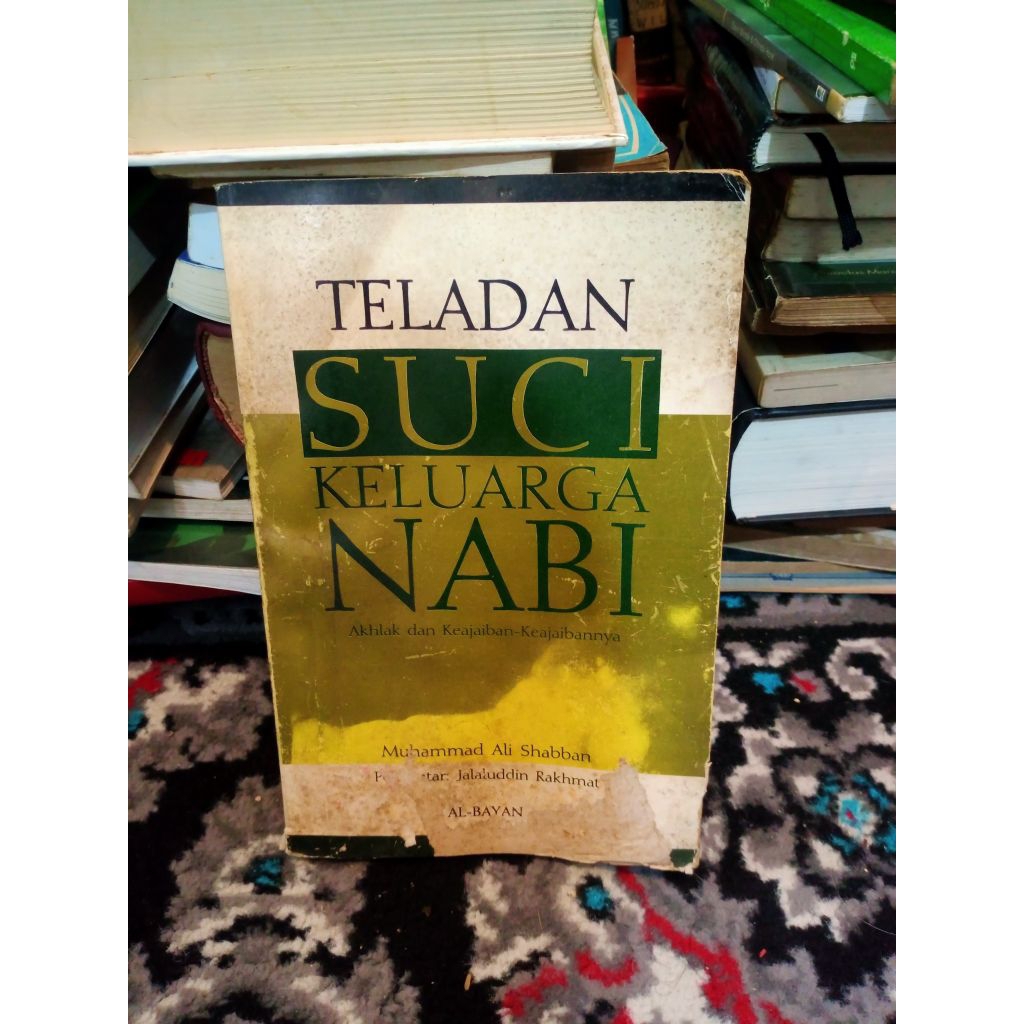 TELADAN
SUCI
KELUARGA
NABI
Akhlak dan Keajaiban-Keajaibannya
Muhammad Ali Shabban
Jalaluddin Rakhmat
AL-BAYAN